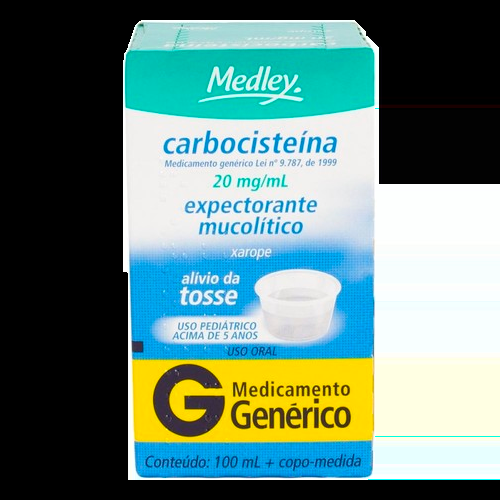 Medley
carbocisteína
Medicamento genérico Lei nº 9.787, de 1999
20 mg/mL
expectorante
mucolítico
xarope
alívio da
tosse
USO PEDIÁTRICO
ACIMA DE 5 ANOS
USO ORAL
G Medicamento
Genérico
Conteúdo: 100 mL + copo-medida